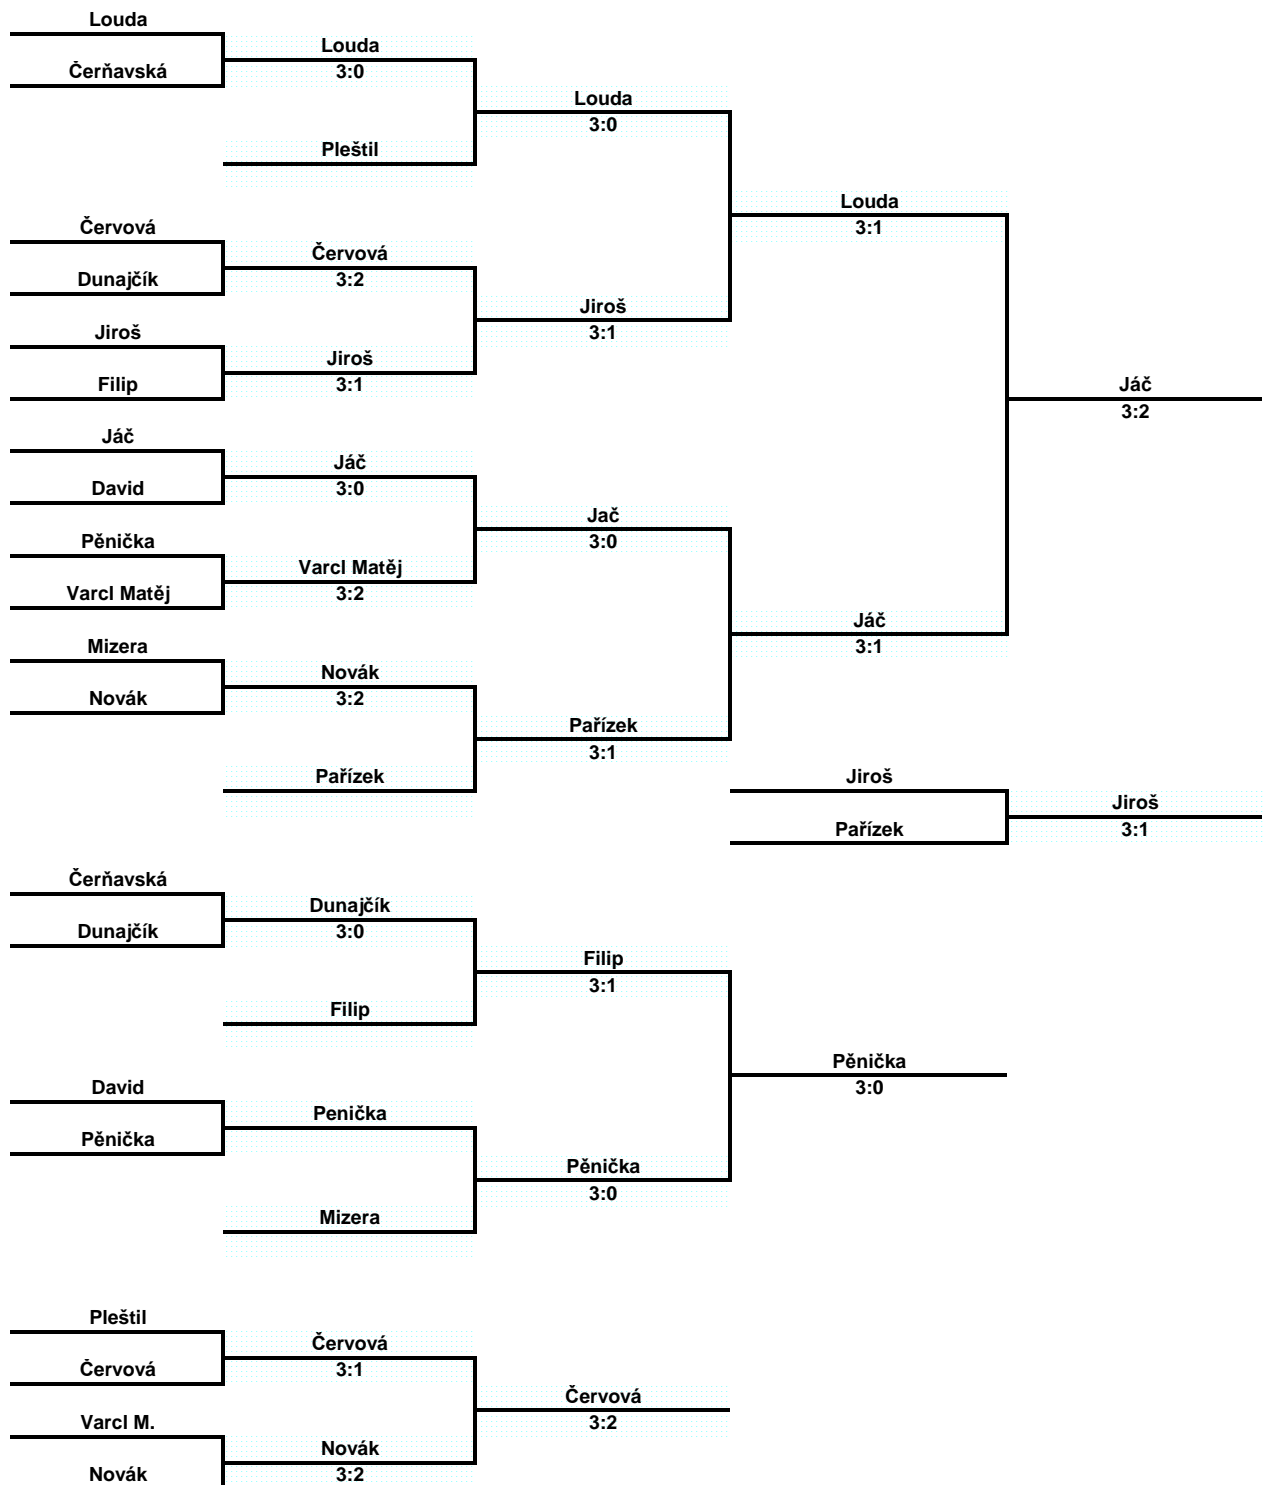 Louda
Louda
Čerňavská
3:0
Louda
3:0
Pleštil
Louda
Červová
3:1
Červová
Dunajčík
3:2
Jiroš
Jiroš
3:1
Jiroš
Filip
3:1
Jáč
3:2
Jáč
Jáč
David
3:0
Jač
Pěnička
3:0
Varcl Matěj
Varcl Matěj
3:2
Jáč
Mizera
3:1
Novák
Novák
3:2
Pařízek
3:1
Pařízek
Jiroš
Jiroš
Pařízek
3:1
Čerňavská
Dunajčík
Dunajčík
3:0
Filip
3:1
Filip
Pěnička
David
3:0
Penička
Pěnička
Pěnička
3:0
Mizera
Pleštil
Červová
Červová
3:1
Červová
Varcl M.
3:2
Novák
Novák
3:2